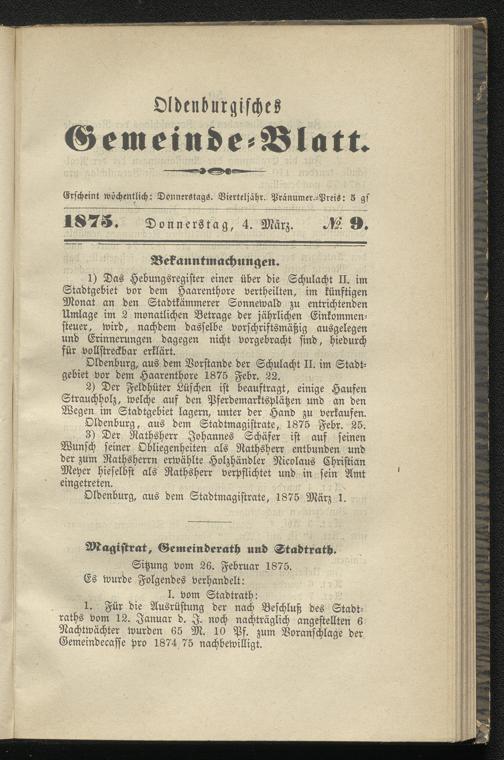 Oldenburgisches
Gemeinde-Blatt.
Erscheint wöchentlich: Donnerstags. Vierteljähr. Pränumer.-Preis: 5 gf
1875. Donnerstag, 4. März. № 9.
Bekanntmachungen.
1) Das Hebungsregister einer über die Schulacht II. im
Stadtgebiet vor dem Haarenthore vertheilten, im künftigen
Monat an den Stadtkämmerer Sonnewald zu entrichtenden
Umlage im 2 monatlichen Betrage der jährlichen Einkommen-
steuer, wird, nachdem dasselbe vorschriftsmäßig ausgelegen
und Erinnerungen dagegen nicht vorgebracht sind, hiedurch
für vollstreckbar erklärt.
Oldenburg, aus dem Vorstande der Schulacht II. im Stadt-
gebiet vor dem Haarenthore 1875 Febr. 22.
2) Der Feldhüter Lüschen ist beauftragt, einige Haufen
Strauchholz, welche auf den Pferdemarktsplätzen und an den
Wegen im Stadtgebiet lagern, unter der Hand zu verkaufen.
Oldenburg, aus dem Stadtmagistrate, 1875 Febr. 25.
3) Der Rathsherr Johannes Schäfer ist auf seinen
Wunsch seiner Obliegenheiten als Rathsherr entbunden und
der zum Rathsherrn erwählte Holzhändler Nicolaus Christian
Meyer hieselbst als Rathsherr verpflichtet und in sein Amt
eingetreten.
Oldenburg, aus dem Stadtmagistrate, 1875 März 1.
Magistrat, Gemeinderath und Stadtrath.
Sitzung vom 26. Februar 1875.
Es wurde Folgendes verhandelt:
I. vom Stadtrath:
1. Für die Ausrüstung der nach Beschluß des Stadt-
raths vom 12. Januar d. J. noch nachträglich angestellten 6
Nachtwächter wurden 65 M. 10 Pf. zum Voranschlage der
Gemeindecasse pro 1874/75 nachbewilligt.